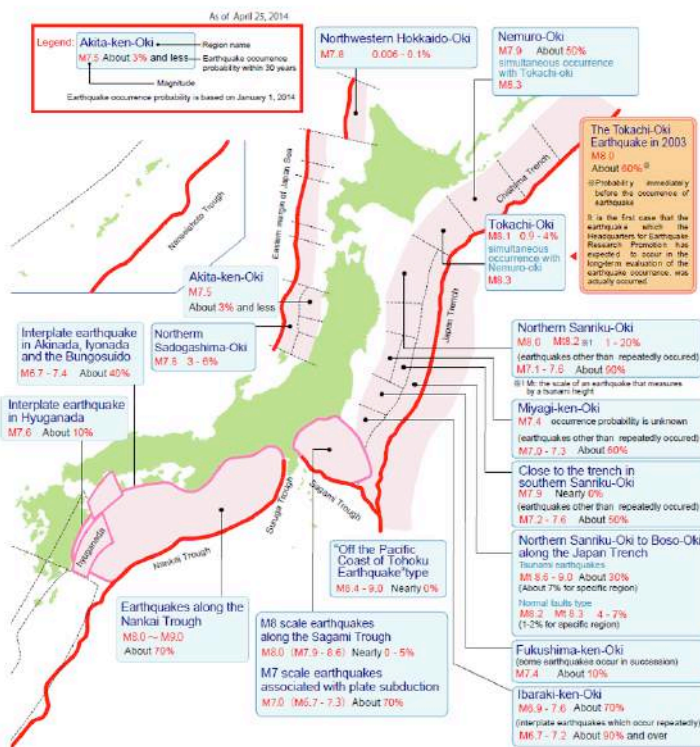 As of April 25, 2014
Legend:
Akita-ken-Oki
Region name
M7.5 About 3% and less
Earthquake occurrence
probability within 30 years
Magnitude
Earthquake occurrence probability is based on January 1, 2014
Northwestern Hokkaido-Oki
M7.8 0.006 - 0.1%
Nemuro-Oki
M7.9 About 50%
simultaneous occurrence
with Tokachi-oki
M8.3
The Tokachi-Oki
Earthquake in 2003
M8.0
About 60%
※Probability immediately
before the occurrence of
earthquake
It is the first case that the
earthquake which the
Headquarters for Earthquake
Research Promotion has
expected to occur in the
long-term evaluation of the
earthquake occurrence, was
actually occurred.
Nanseishoto Trough
Eastern margin of Japan Sea
Chishima Trench
Tokachi-Oki
M8.1 0.9 - 4%
simultaneous
occurrence with
Nemuro-oki
M8.3
Akita-ken-Oki
M7.5
About 3% and less
Japan Trench
Interplate earthquake
in Akinada, Iyonada
and the Bungosuido
M6.7 - 7.4 About 40%
Northern
Sadogashima-Oki
M7.8 3 - 6%
Northern Sanriku-Oki
M8.0 Mt8.2 ※1 1 - 20%
(earthquakes other than repeatedly occured)
M7.1 - 7.6 About 90%
※1 Mt: the scale of an earthquake that measures
by a tsunami height
Interplate earthquake
in Hyuganada
M7.6 About 10%
Miyagi-ken-Oki
M7.4 occurrence probability is unknown
(earthquakes other than repeatedly occured)
M7.0 - 7.3 About 60%
Close to the trench in
southern Sanriku-Oki
M7.9 Nearly 0%
(earthquakes other than repeatedly occured)
M7.2 - 7.6 About 50%
Sagami Trough
Suruga Trough
Nankai Trough
Hyuganada
Northern Sanriku-Oki to Boso-Oki
along the Japan Trench
Tsunami earthquakes
Mt 8.6 - 9.0 About 30%
(About 7% for specific region)
Normal faults type
M8.2 Mt 8.3 4 - 7%
(1-2% for specific region)
"Off the Pacific
Coast of Tohoku
Earthquake"type
M8.4 - 9.0 Nearly 0%
Earthquakes along the
Nankai Trough
M8.0 ～ M9.0
About 70%
M8 scale earthquakes
along the Sagami Trough
M8.0 (M7.9 - 8.6) Nearly 0 - 5%
M7 scale earthquakes
associated with plate subduction
M7.0 (M6.7 - 7.3) About 70%
Fukushima-ken-Oki
(some earthquakes occur in succession)
M7.4 About 10%
Ibaraki-ken-Oki
M6.9 - 7.6 About 70%
(interplate earthquakes which occur repeatedly)
M6.7 - 7.2 About 90% and over